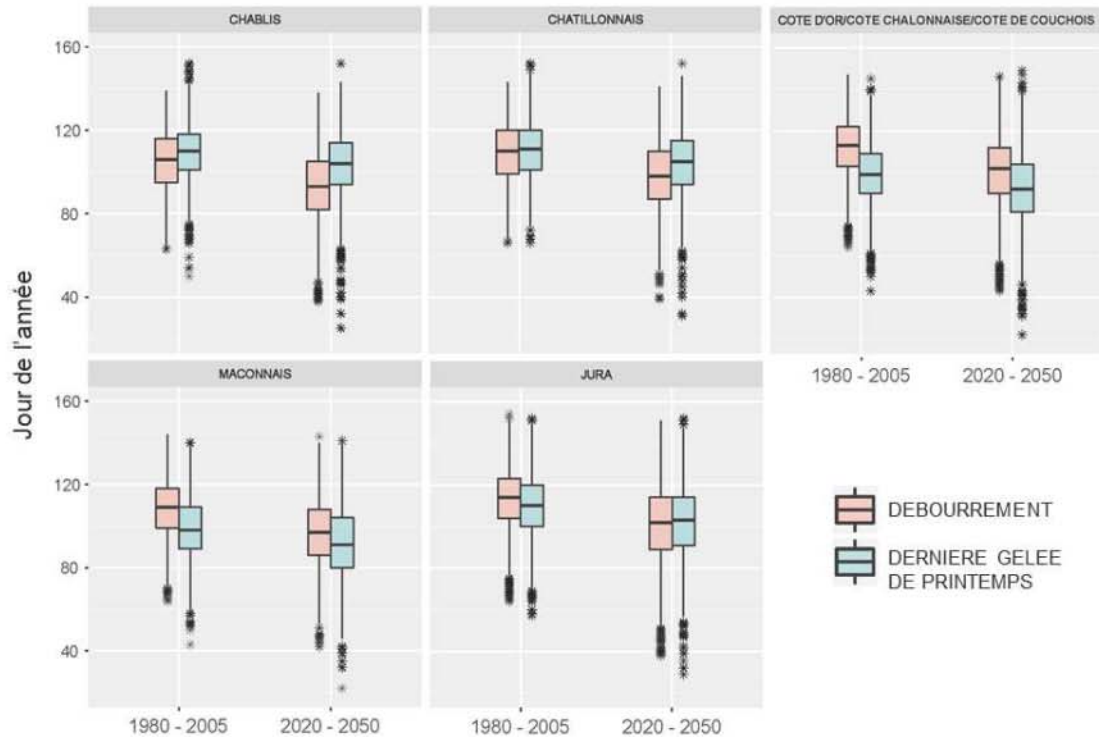 CHABLIS
CHATILLONNAIS
COTE D'OR/COTE CHALONNAISE/COTE DE COUCHOIS
160
120
80
40
1980 - 2005
2020 - 2050
Jour de l'année
MACONNAIS
JURA
160
120
80
40
1980 - 2005
2020 - 2050
1980 - 2005
2020 - 2050
DEBOURREMENT
DERNIERE GELEE
DE PRINTEMPS